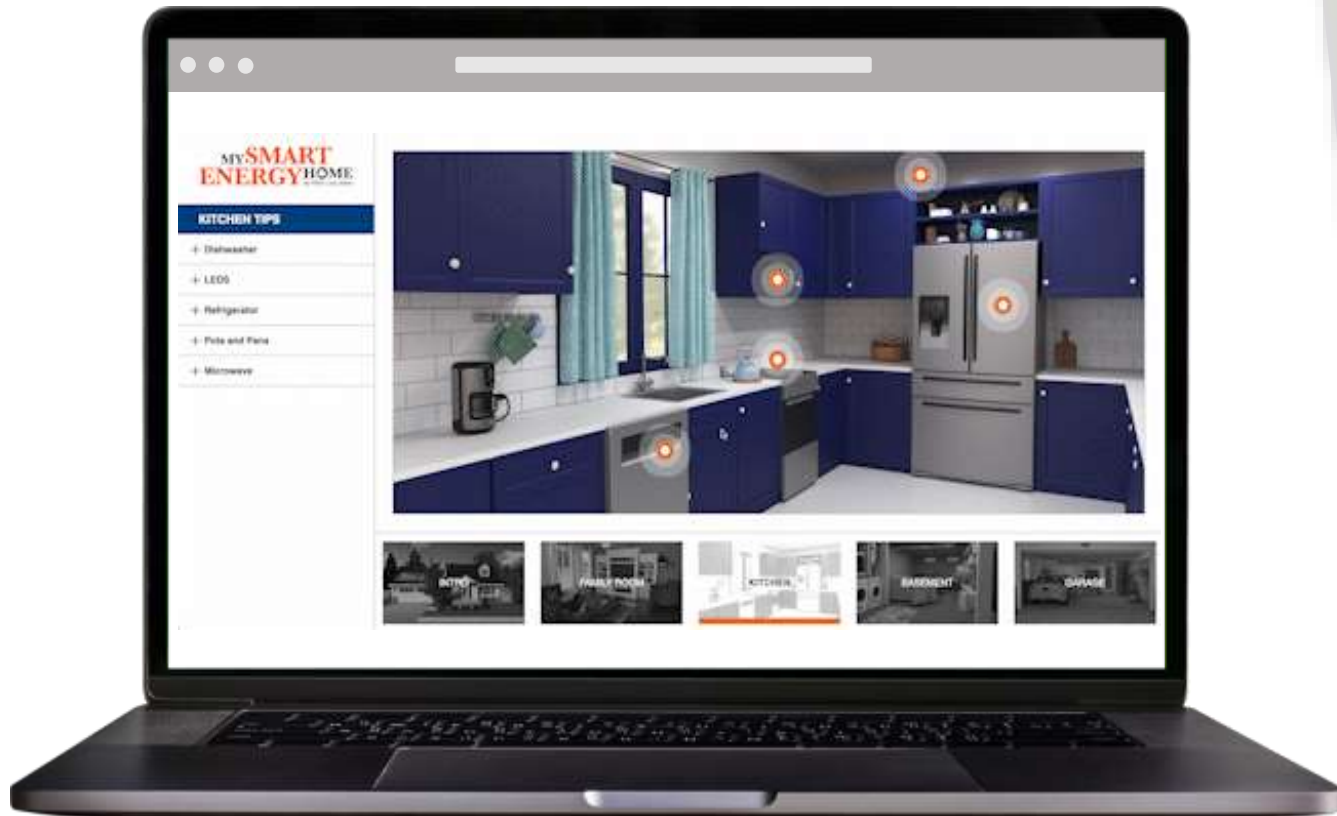 MY SMART
ENERGY HOME
KITCHEN TIPS
+ Dishwasher
+ LEDS
+ Refrigerator
+ Pots and Pans
+ Microwave
INTRO
FAMILY ROOM
KITCHEN
BASEMENT
GARAGE